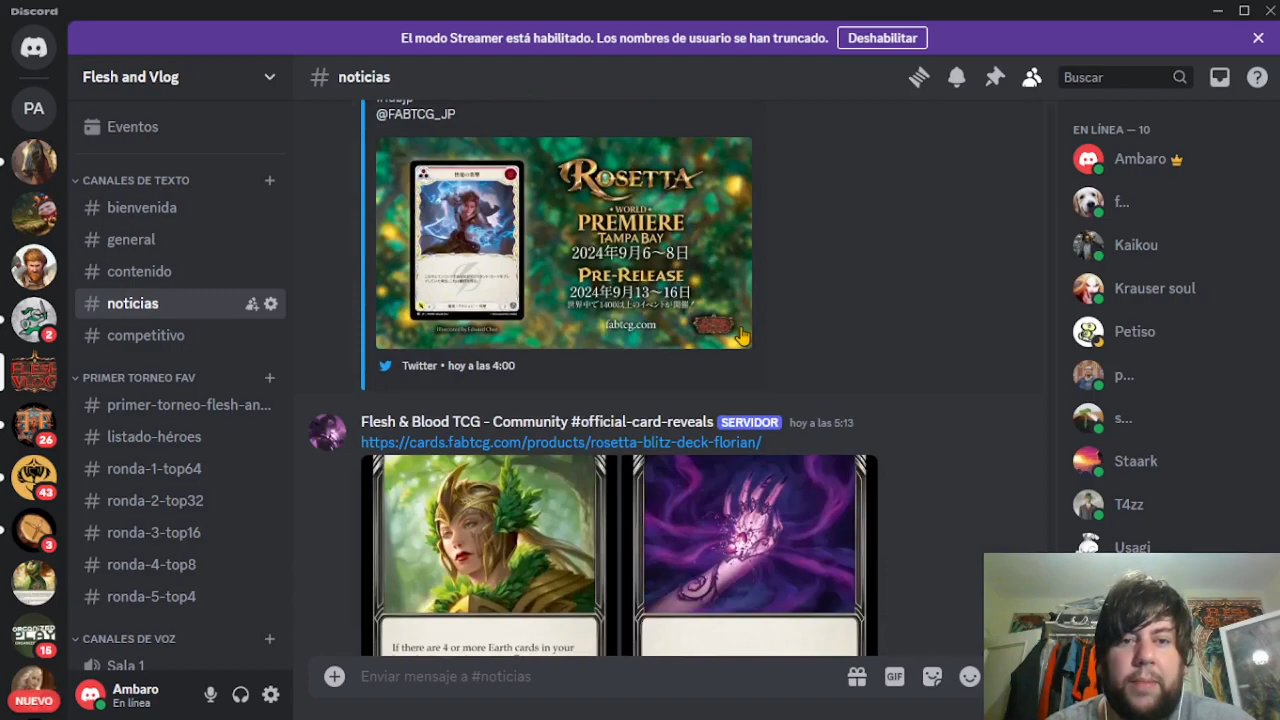 Discord
El modo Streamer está habilitado. Los nombres de usuario se han truncado.
Deshabilitar
Flesh and Vlog
noticias
Buscar
PA
Eventos
CANALES DE TEXTO
bienvenida
general
contenido
noticias
competitivo
PRIMER TORNEO FAV
primer-torneo-flesh-an...
listado-héroes
ronda-1-top64
ronda-2-top32
ronda-3-top16
ronda-4-top8
ronda-5-top4
CANALES DE VOZ
Sala 1
2
26
43
3
15
NUEVO
Ambaro
En línea
@FABTCG_JP
ROSETTA
WORLD
PREMIERE
TAMPA BAY
2024年9月6〜8日
PRE-RELEASE
2024年9月13〜16日
fabtcg.com
Twitter • hoy a las 4:00
Flesh & Blood TCG - Community #official-card-reveals SERVIDOR hoy a las 5:13
https://cards.fabtcg.com/products/rosetta-blitz-deck-florian/
If there are 4 or more Earth cards in your
Enviar mensaje a #noticias
GIF
EN LÍNEA — 10
Ambaro
f...
Kaikou
Krauser soul
Petiso
p...
s...
Staark
T4zz
Usagi